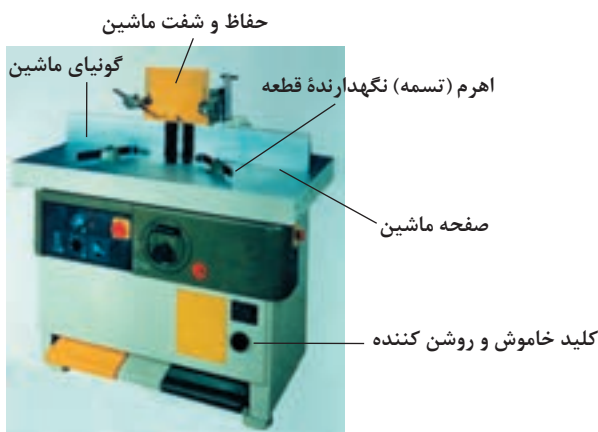 حفاظ و شفت ماشین
گونیای ماشین
اهرم (تسمه) نگهدارندهٔ قطعه
صفحه ماشین
کلید خاموش و روشن کننده